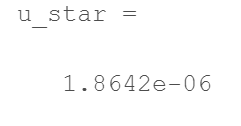 u_star =
1.8642e-06